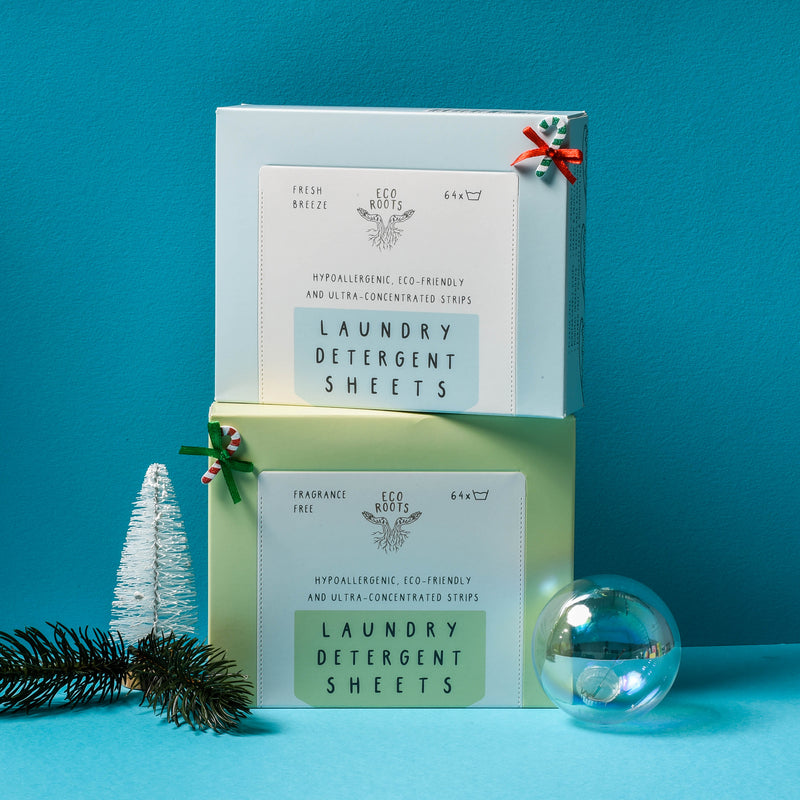 FRESH
BREEZE
ECO
ROOTS
64x
HYPOALLERGENIC, ECO-FRIENDLY
AND ULTRA-CONCENTRATED STRIPS
LAUNDRY
DETERGENT
SHEETS
FRAGRANCE
FREE
ECO
ROOTS
64x
HYPOALLERGENIC, ECO-FRIENDLY
AND ULTRA-CONCENTRATED STRIPS
LAUNDRY
DETERGENT
SHEETS